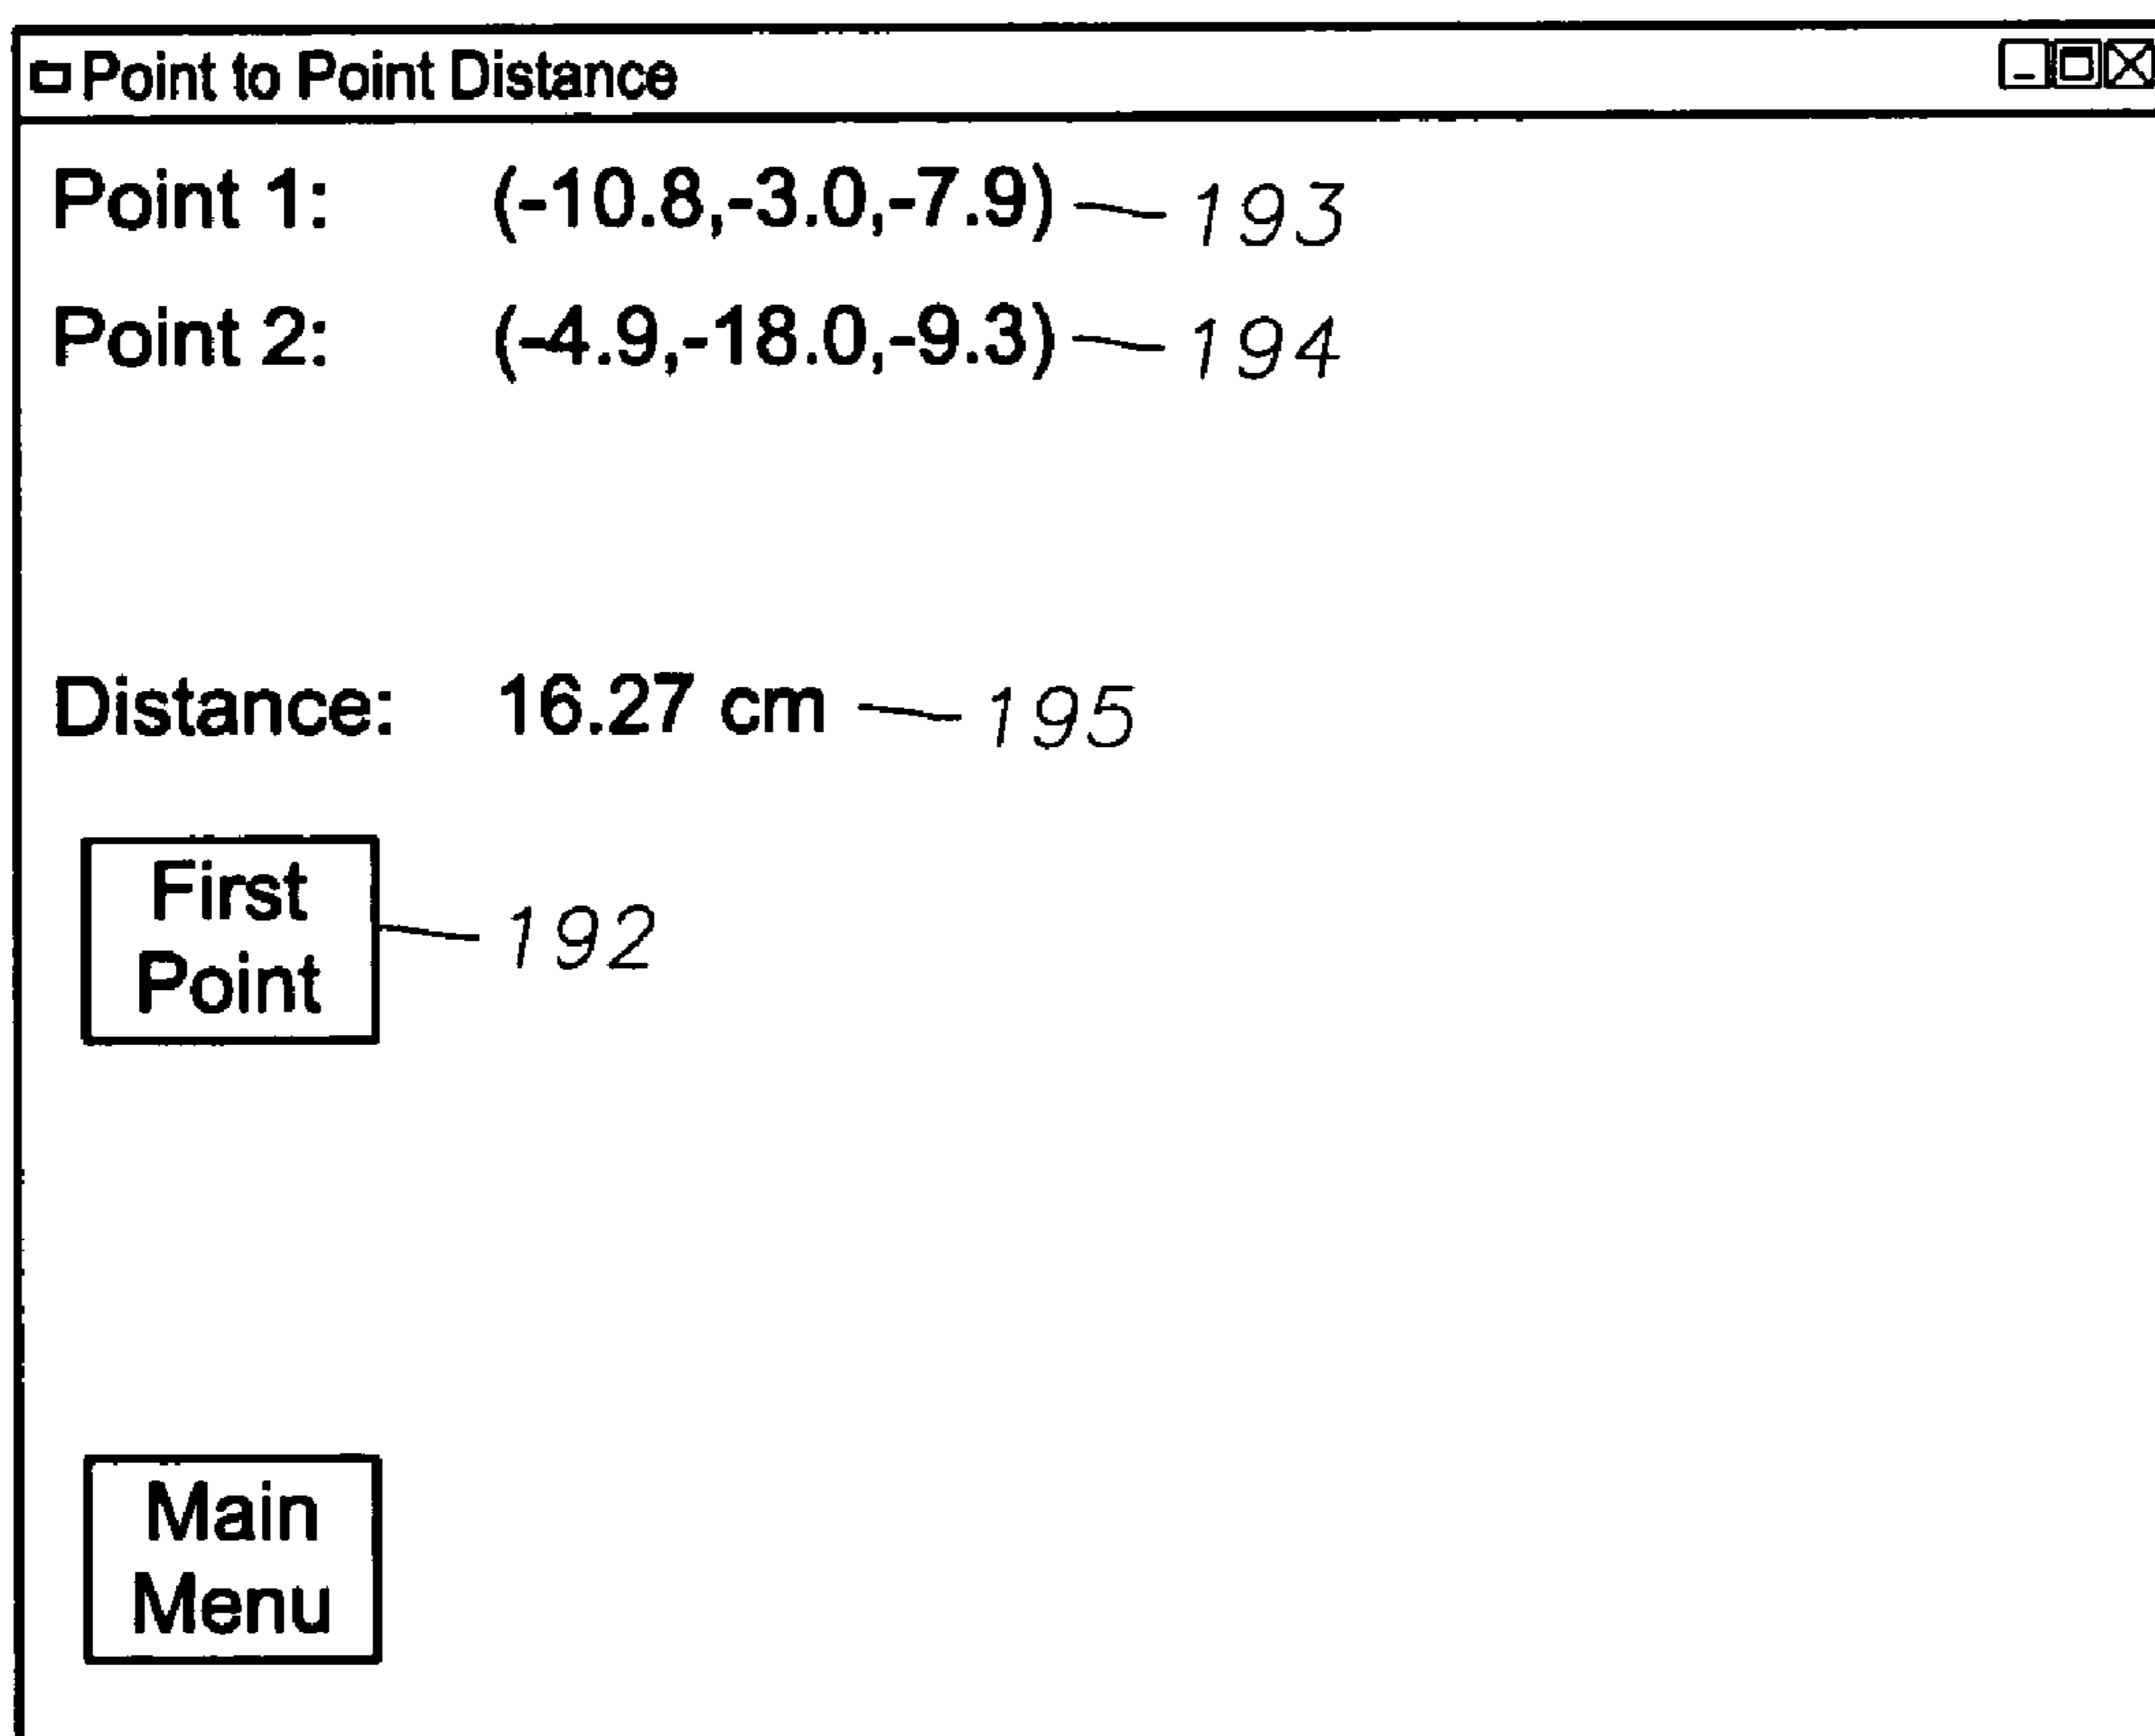 Point to Point Distance
Point 1: (-10.8,-3.0,-7.9) 193
Point 2: (-4.9,-18.0,-9.3) 194
Distance: 16.27 cm 195
First
Point
192
Main
Menu